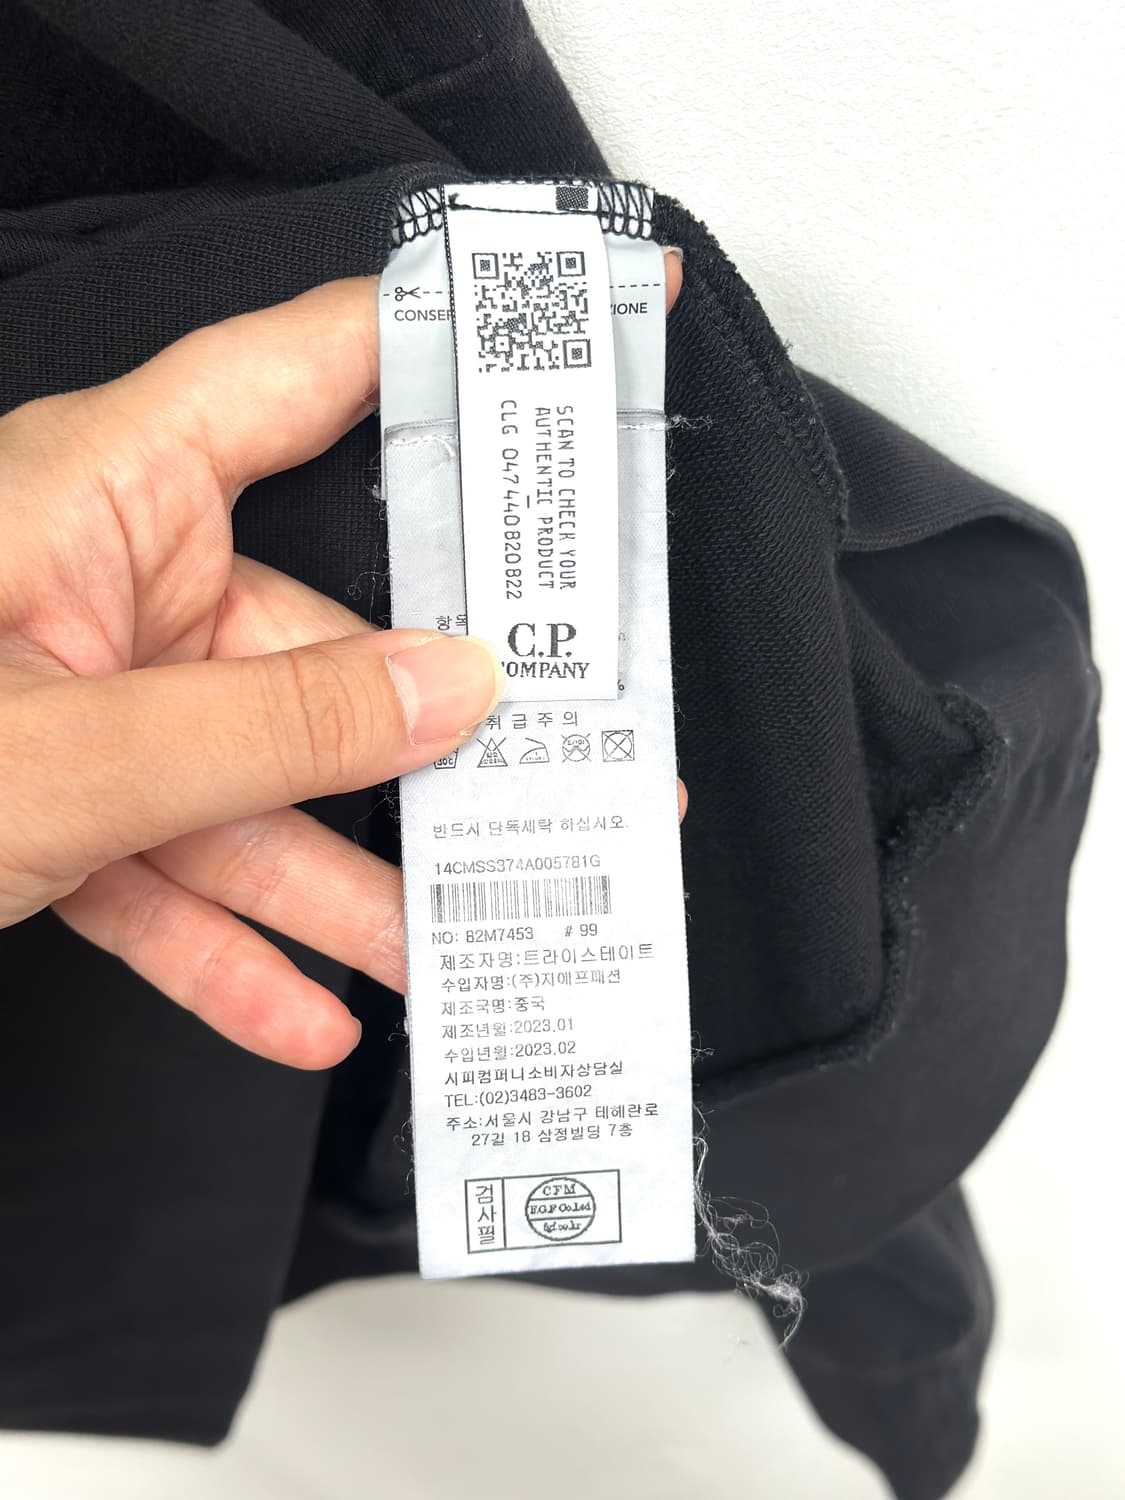 CONSER
ZIONE
SCAN TO CHECK YOUR
AUTHENTIC PRODUCT
CLG 047440820822
C.P.
COMPANY
취급주의
반드시 단독세탁 하십시오.
14CMSS374A005781G
NO: 82M7453 # 99
제조자명:트라이스테이트
수입자명:(주)지에프패션
제조국명:중국
제조년월:2023.01
수입년월:2023.02
시피컴퍼니소비자상담실
TEL:(02)3483-3602
주소:서울시 강남구 테헤란로
27길 18 삼정빌딩 7층
검사필
CFM